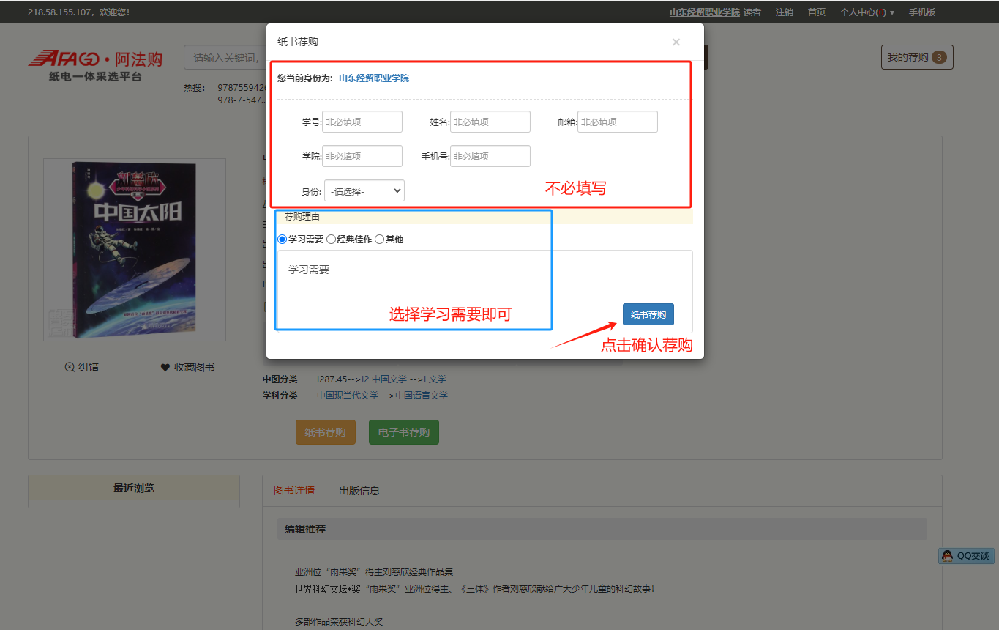 218.58.155.107，欢迎您！
山东经贸职业学院 读者 注销 首页 个人中心(0) ▼ 手机版
纸书荐购 ×
AFAGO·阿法购
纸电一体采选平台
请输入关键词，
我的荐购 3
热搜： 978755942
978-7-547..
您当前身份为： 山东经贸职业学院
学号: 非必填项 姓名: 非必填项 邮箱: 非必填项
学院: 非必填项 手机号: 非必填项
身份: -请选择-
不必填写
荐购理由
学习需要 经典佳作 其他
学习需要
选择学习需要即可
纸书荐购
点击确认荐购
刘慈欣
中国太阳
纠错 收藏图书
中图分类 I287.45-->I2 中国文学 -->I 文学
学科分类 中国现当代文学 -->中国语言文学
纸书荐购 电子书荐购
最近浏览
图书详情 出版信息
编辑推荐
QQ交谈
亚洲位“雨果奖”得主刘慈欣经典作品集
世界科幻文坛*奖“雨果奖”亚洲位得主、《三体》作者刘慈欣献给广大少年儿童的科幻故事！
多部作品荣获科幻大奖